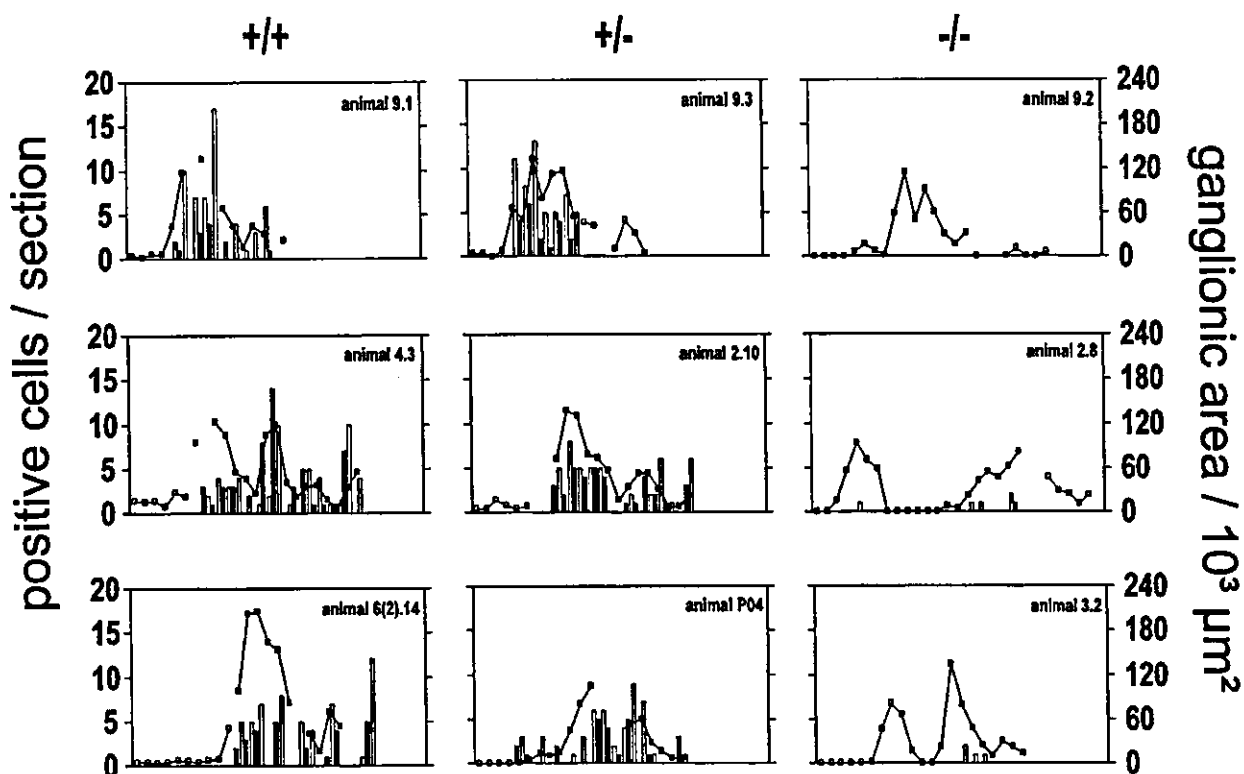 +/+ +/- -/-
positive cells / section
ganglionic area / 10³ µm²
20 animal 9.1 animal 9.3 animal 9.2 240
15 180
10 120
5 60
0 0
20 animal 4.3 animal 2.10 animal 2.8 240
15 180
10 120
5 60
0 0
20 animal 6(2).14 animal P04 animal 3.2 240
15 180
10 120
5 60
0 0